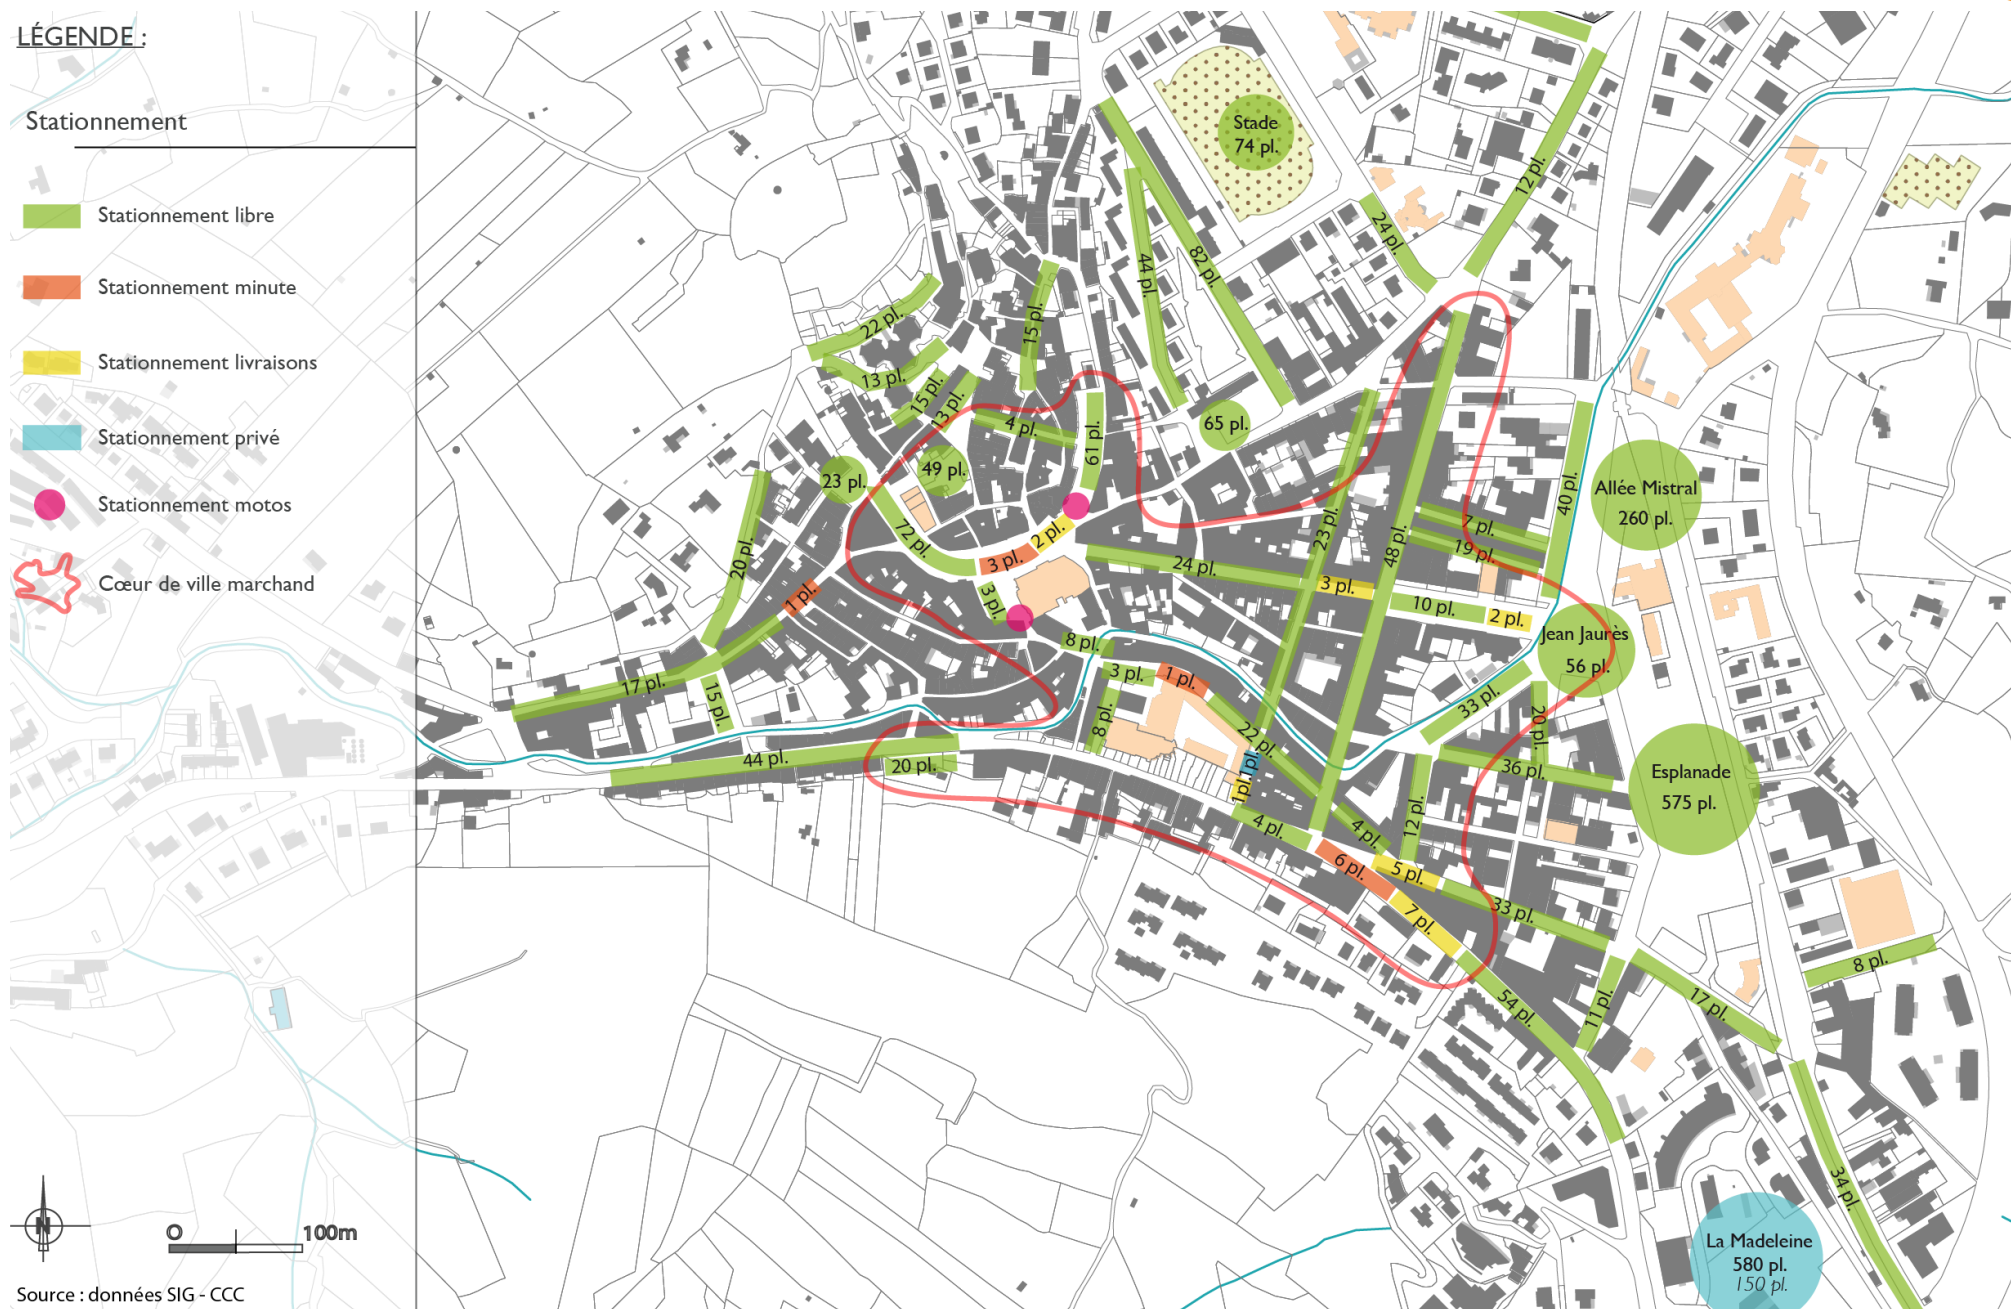 LÉGENDE :
Stationnement
Stationnement libre
Stationnement minute
Stationnement livraisons
Stationnement privé
Stationnement motos
Cœur de ville marchand
N
O
100m
Source : données SIG - CCC
Stade
74 pl.
12 pl.
24 pl.
82 pl.
44 pl.
15 pl.
22 pl.
13 pl.
15 pl.
13 pl.
4 pl.
61 pl.
65 pl.
23 pl.
49 pl.
72 pl.
3 pl.
2 pl.
3 pl.
20 pl.
1 pl.
17 pl.
15 pl.
44 pl.
20 pl.
24 pl.
23 pl.
3 pl.
48 pl.
7 pl.
19 pl.
10 pl.
2 pl.
40 pl.
Allée Mistral
260 pl.
Jean Jaurès
56 pl.
8 pl.
3 pl.
1 pl.
8 pl.
22 pl.
1pl.
1pl.
33 pl.
20 pl.
36 pl.
12 pl.
4 pl.
4 pl.
6 pl.
5 pl.
7 pl.
33 pl.
Esplanade
575 pl.
54 pl.
11 pl.
17 pl.
8 pl.
34 pl.
La Madeleine
580 pl.
150 pl.